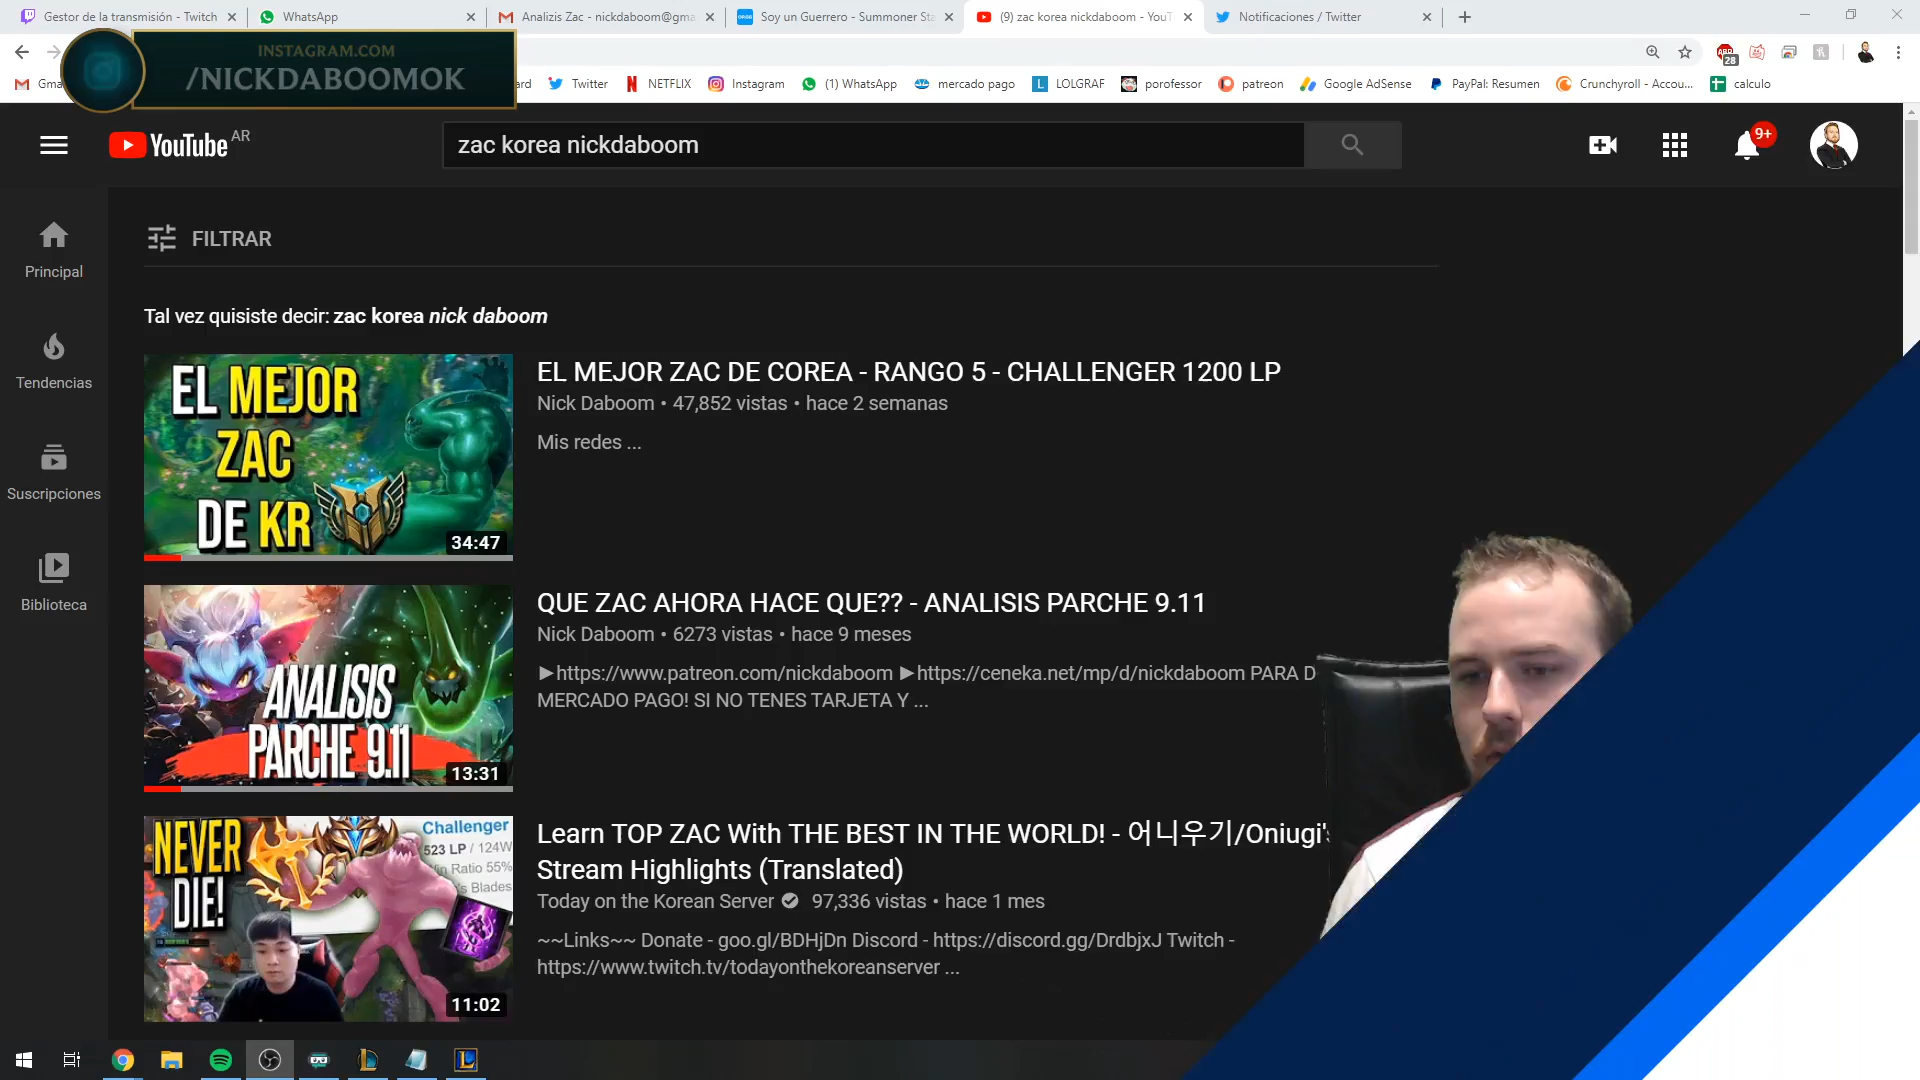 Gestor de la transmisión - Twitch
WhatsApp
Analizis Zac - nickdaboom@gma
Soy un Guerrero - Summoner Sta
(9) zac korea nickdaboom - YouT
Notificaciones / Twitter
INSTAGRAM.COM
/NICKDABOOMOK
28
Gma
ard
Twitter
NETFLIX
Instagram
(1) WhatsApp
mercado pago
LOLGRAF
porofessor
patreon
Google AdSense
PayPal: Resumen
Crunchyroll - Accou...
calculo
YouTube AR
zac korea nickdaboom
9+
FILTRAR
Principal
Tendencias
Suscripciones
Biblioteca
Tal vez quisiste decir: zac korea nick daboom
EL MEJOR
ZAC
DE KR
34:47
EL MEJOR ZAC DE COREA - RANGO 5 - CHALLENGER 1200 LP
Nick Daboom • 47,852 vistas • hace 2 semanas
Mis redes ...
ANALISIS
PARCHE 9.11
13:31
QUE ZAC AHORA HACE QUE?? - ANALISIS PARCHE 9.11
Nick Daboom • 6273 vistas • hace 9 meses
►https://www.patreon.com/nickdaboom ►https://ceneka.net/mp/d/nickdaboom PARA D
MERCADO PAGO! SI NO TENES TARJETA Y ...
NEVER
DIE!
Challenger
523 LP / 124W
in Ratio 55%
's Blades
11:02
Learn TOP ZAC With THE BEST IN THE WORLD! - 어니우기/Oniugi's
Stream Highlights (Translated)
Today on the Korean Server 97,336 vistas • hace 1 mes
~~Links~~ Donate - goo.gl/BDHjDn Discord - https://discord.gg/DrdbjxJ Twitch -
https://www.twitch.tv/todayonthekoreanserver ...